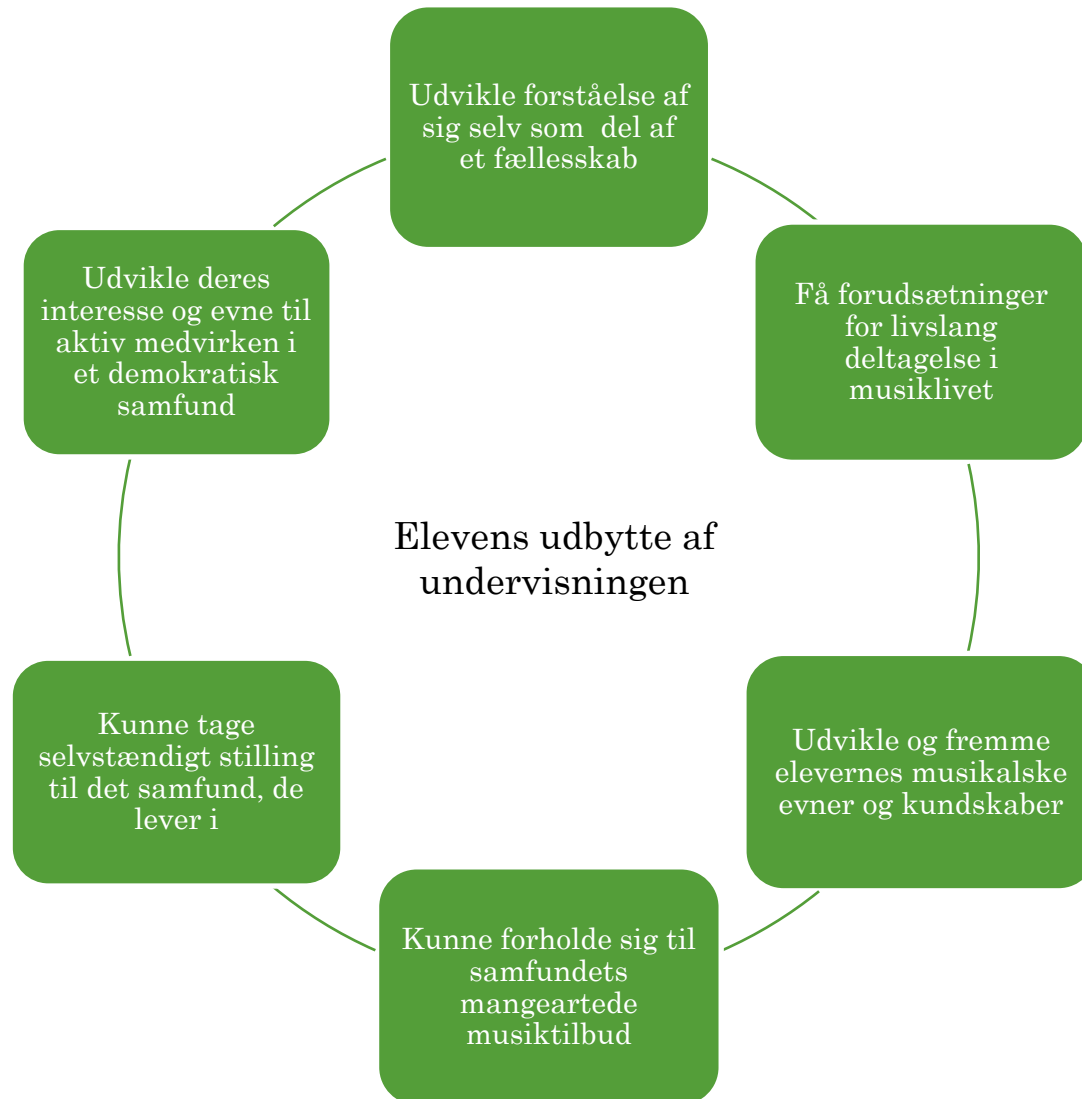 Udvikle forståelse af
sig selv som  del af
et fællesskab
Få forudsætninger
for livslang
deltagelse i
musiklivet
Udvikle og fremme
elevernes musikalske
evner og kundskaber
Kunne forholde sig til
samfundets
mangeartede
musiktilbud
Kunne tage
selvstændigt stilling
til det samfund, de
lever i
Udvikle deres
interesse og evne til
aktiv medvirken i
et demokratisk
samfund
Elevens udbytte af
undervisningen